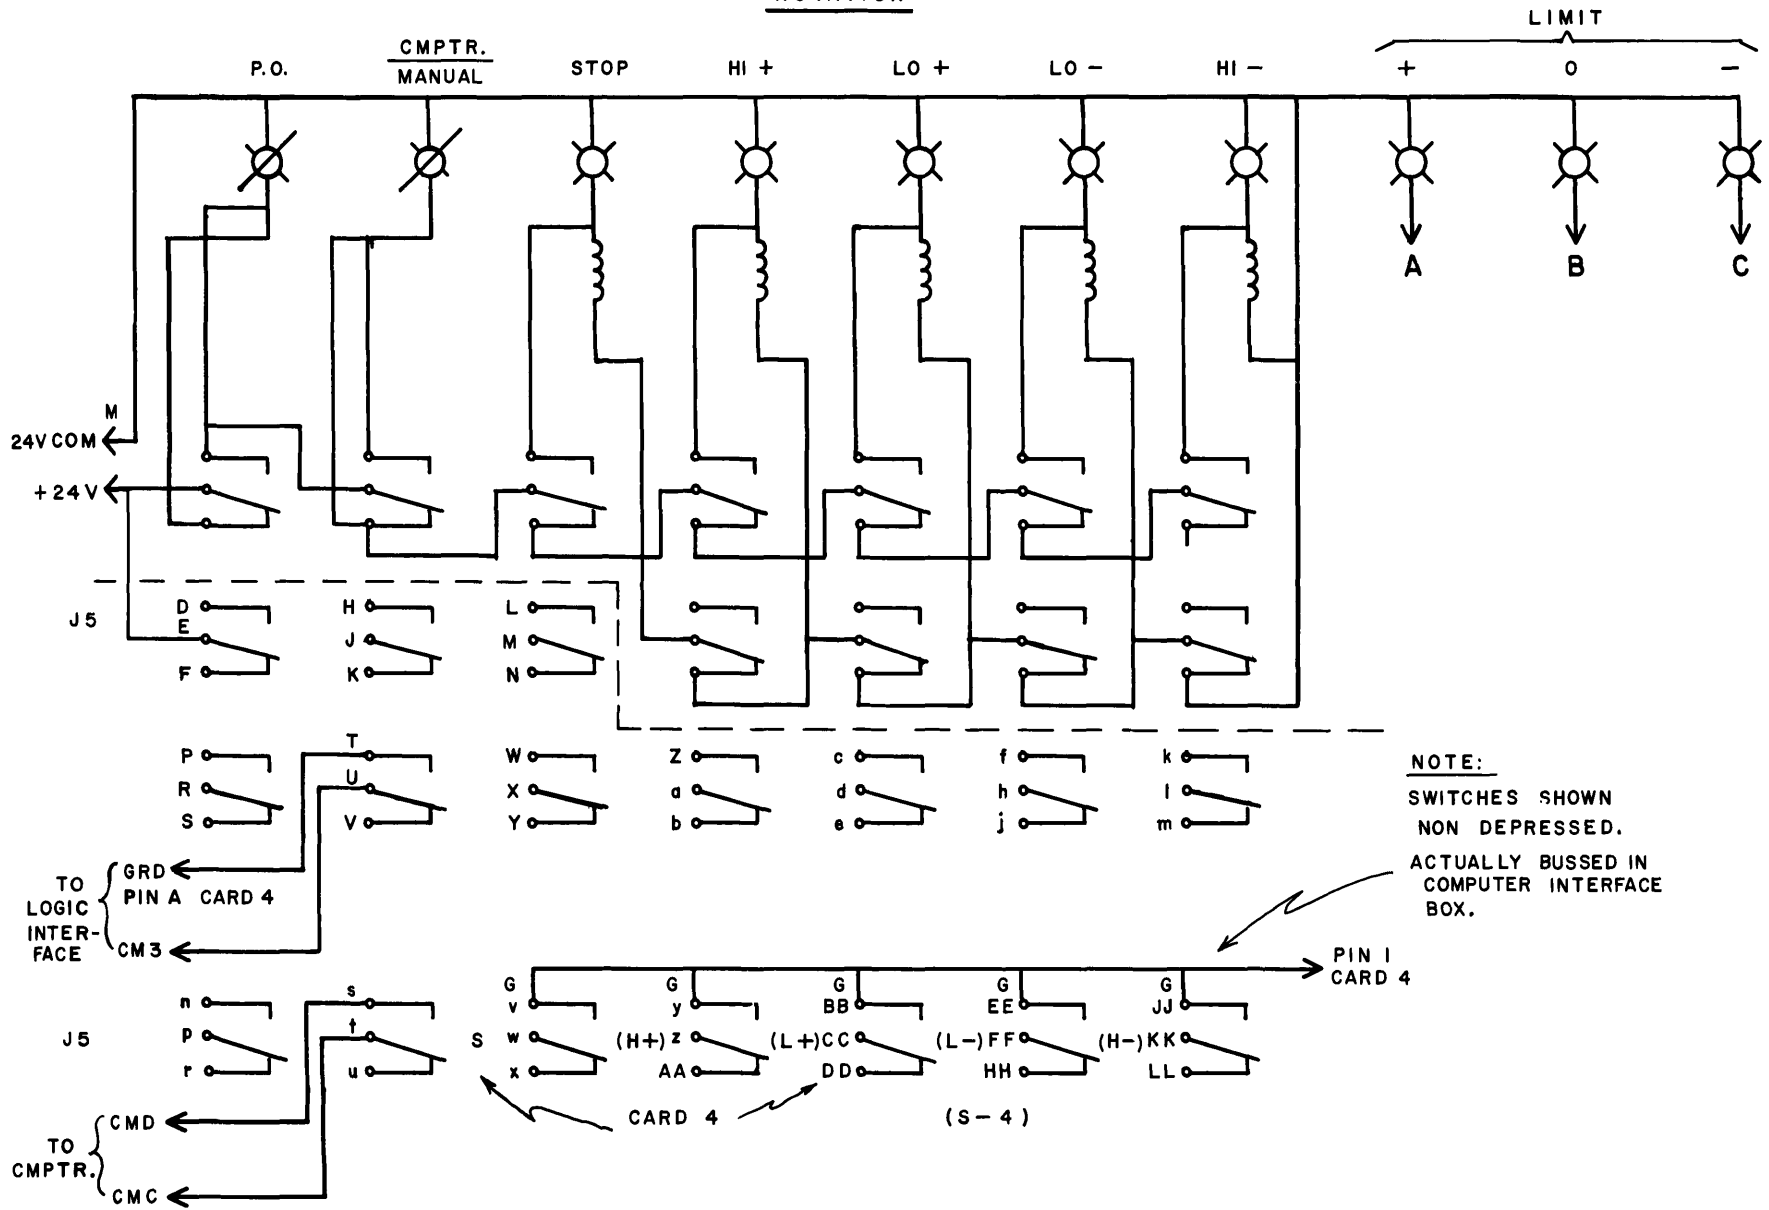 LIMIT
P.O.
CMPTR.
MANUAL
STOP
HI +
LO +
LO -
HI -
+
0
-
A
B
C
M
24V COM
+ 24 V
J5
D
E
F
H
J
K
L
M
N
P
R
S
T
U
V
W
X
Y
Z
a
b
c
d
e
f
h
j
k
l
m
NOTE:
SWITCHES SHOWN
NON DEPRESSED.
ACTUALLY BUSSED IN
COMPUTER INTERFACE
BOX.
TO
LOGIC
INTER-
FACE
GRD
PIN A CARD 4
CM3
PIN 1
CARD 4
J5
n
p
r
s
t
u
S
G
v
w
x
G
y
(H+) z
AA
G
BB
(L+) CC
DD
G
EE
(L-) FF
HH
G
JJ
(H-) KK
LL
CARD 4
(S-4)
TO
CMPTR.
CMD
CMC